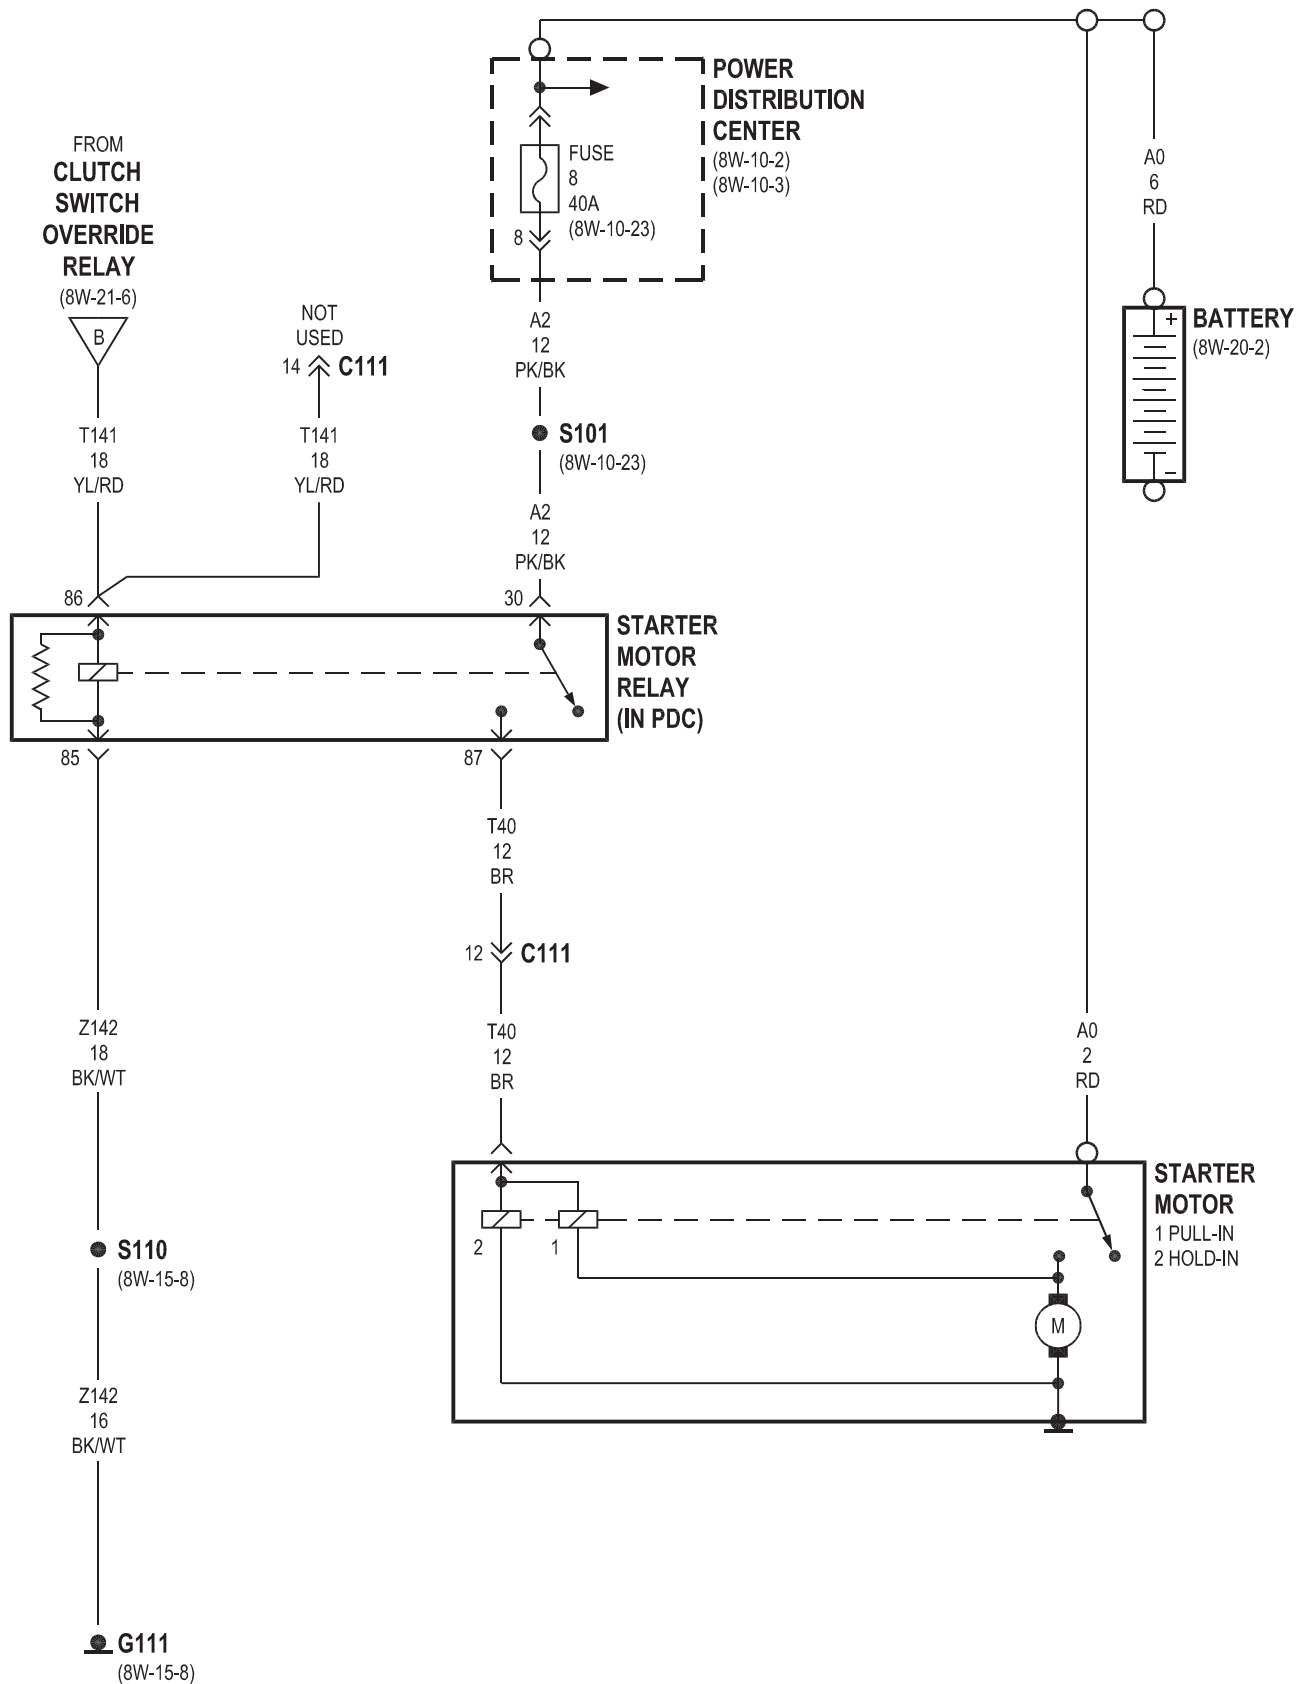 POWER
DISTRIBUTION
CENTER
(8W-10-2)
(8W-10-3)
FUSE
8
40A
(8W-10-23)
8
FROM
CLUTCH
SWITCH
OVERRIDE
RELAY
(8W-21-6)
B
NOT
USED
14 C111
A0
6
RD
+
BATTERY
(8W-20-2)
–
A2
12
PK/BK
T141
18
YL/RD
T141
18
YL/RD
S101
(8W-10-23)
A2
12
PK/BK
86
30
STARTER
MOTOR
RELAY
(IN PDC)
85
87
T40
12
BR
12 C111
Z142
18
BK/WT
T40
12
BR
A0
2
RD
STARTER
MOTOR
1 PULL-IN
2 HOLD-IN
2
1
M
S110
(8W-15-8)
Z142
16
BK/WT
G111
(8W-15-8)